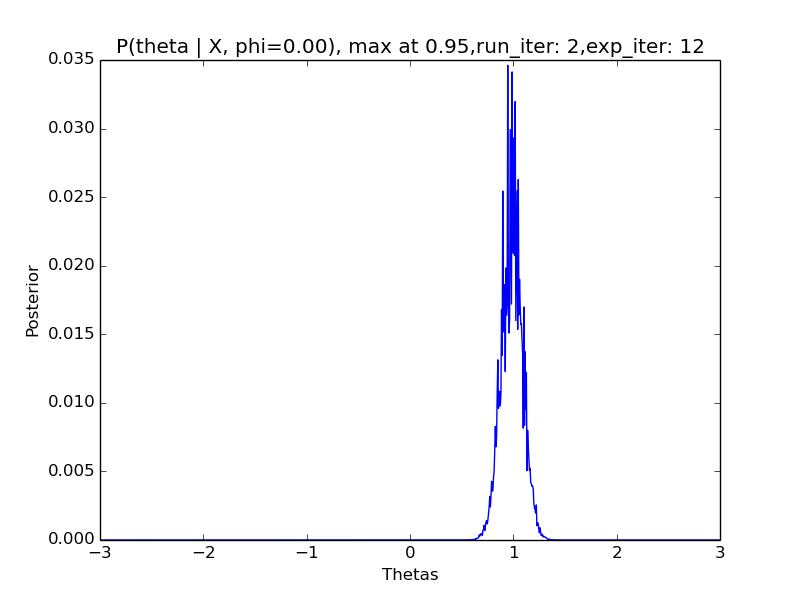 P(theta | X, phi=0.00), max at 0.95,run_iter: 2,exp_iter: 12
0.035
0.030
0.025
0.020
Posterior
0.015
0.010
0.005
0.000
−3 −2 −1 0 1 2 3
Thetas